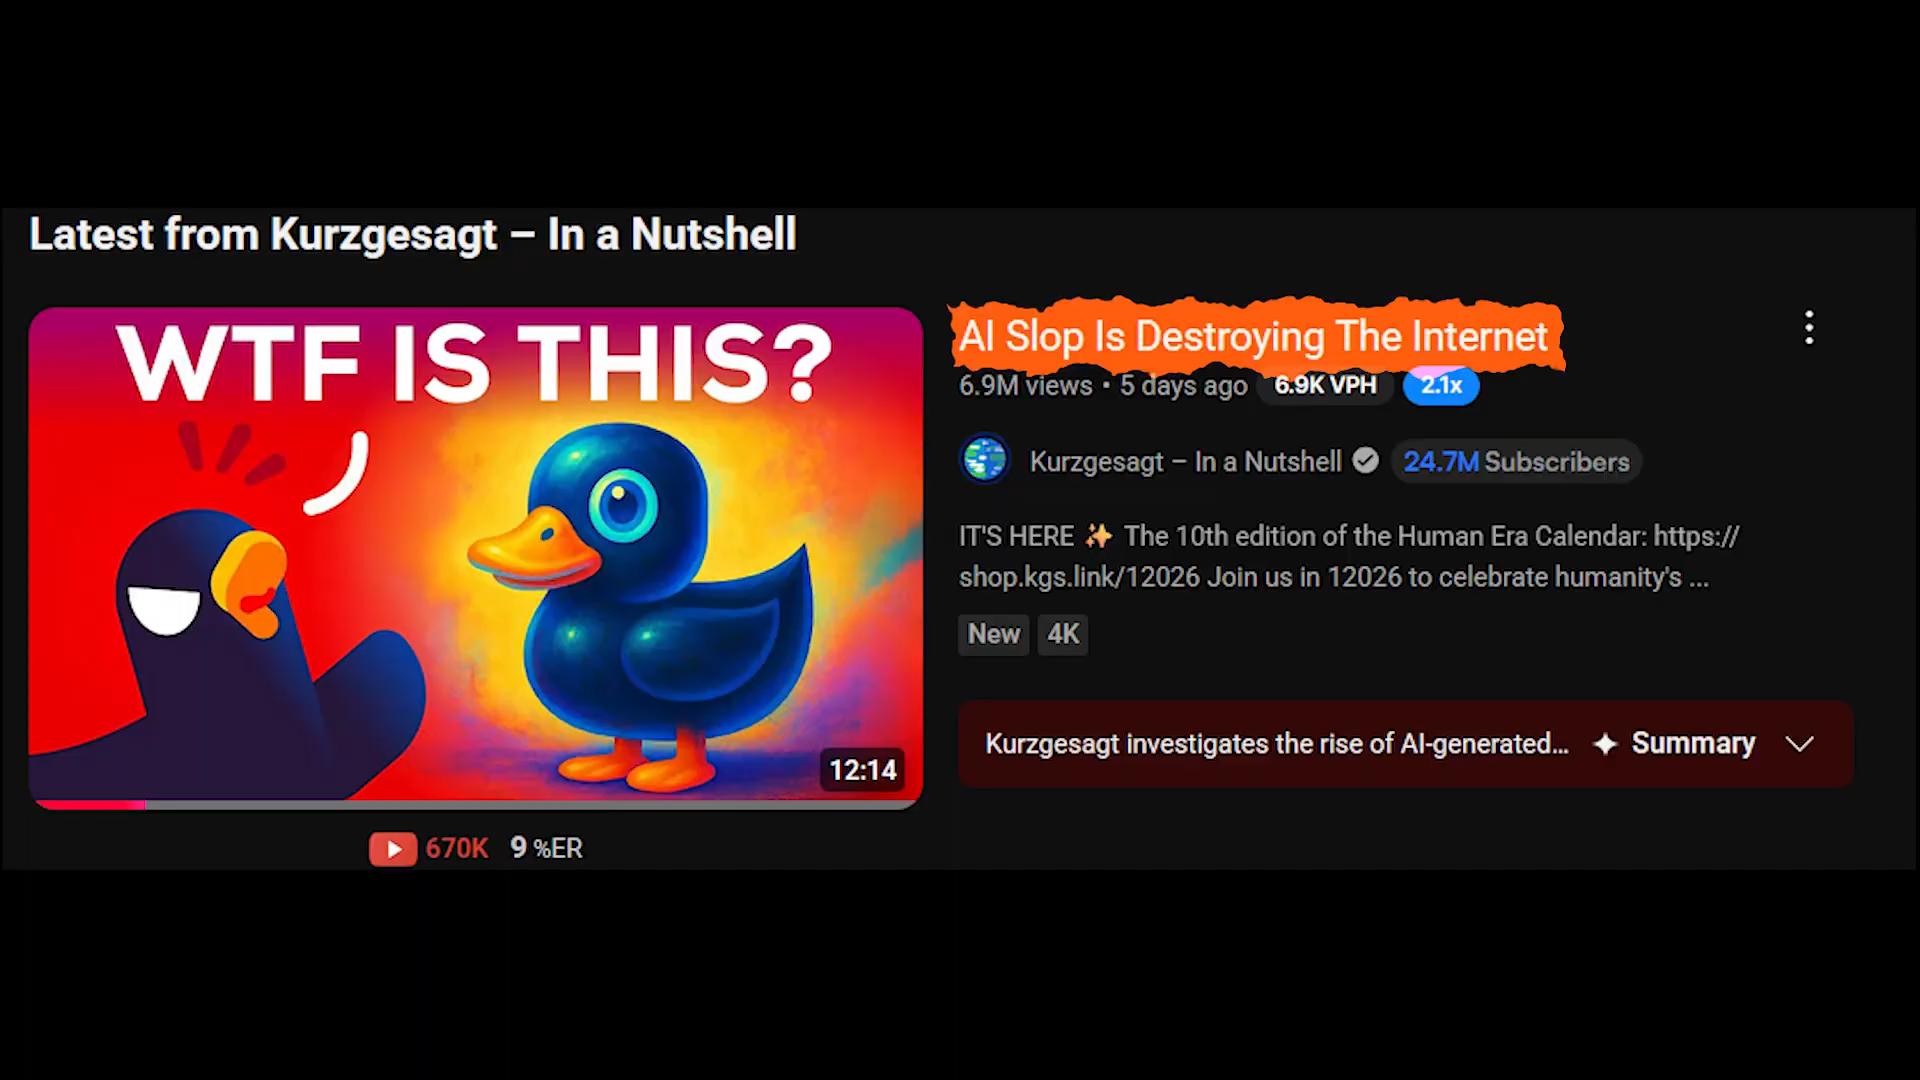 Latest from Kurzgesagt – In a Nutshell
WTF IS THIS?
12:14
670K 9 %ER
AI Slop Is Destroying The Internet
6.9M views • 5 days ago 6.9K VPH 2.1x
Kurzgesagt – In a Nutshell 24.7M Subscribers
IT'S HERE ✨ The 10th edition of the Human Era Calendar: https://
shop.kgs.link/12026 Join us in 12026 to celebrate humanity's ...
New 4K
Kurzgesagt investigates the rise of AI-generated... Summary